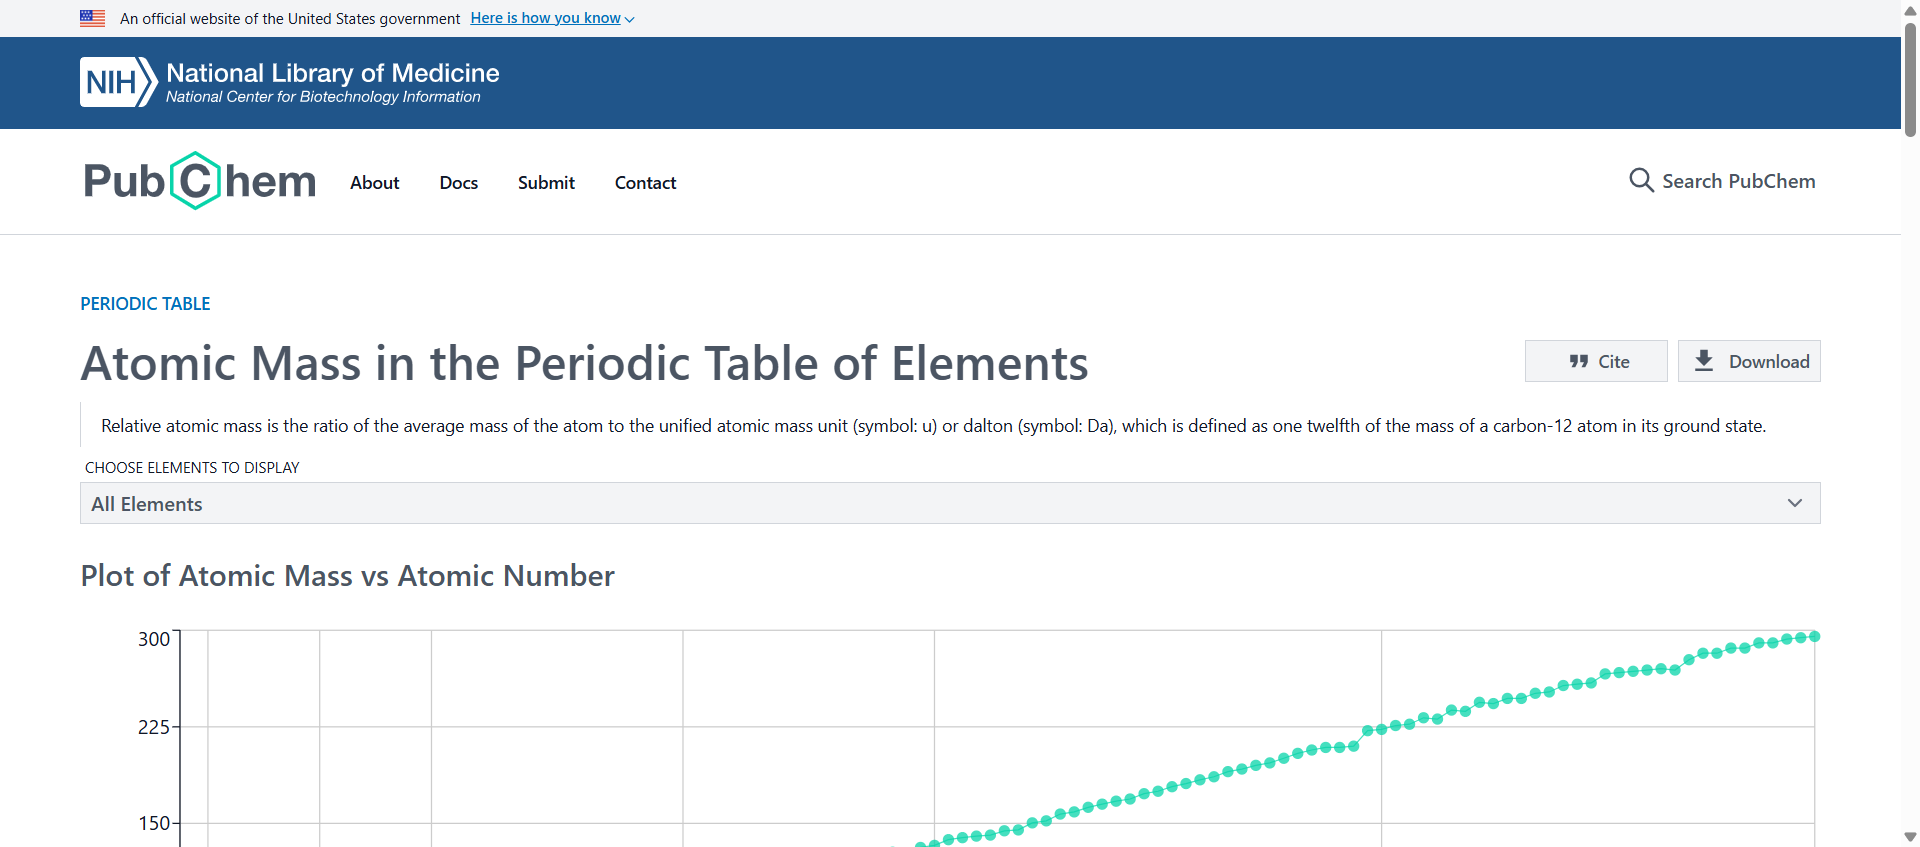 An official website of the United States government Here is how you know
NIH National Library of Medicine
National Center for Biotechnology Information
PubChem About Docs Submit Contact Search PubChem
PERIODIC TABLE
Atomic Mass in the Periodic Table of Elements
Cite Download
Relative atomic mass is the ratio of the average mass of the atom to the unified atomic mass unit (symbol: u) or dalton (symbol: Da), which is defined as one twelfth of the mass of a carbon-12 atom in its ground state.
CHOOSE ELEMENTS TO DISPLAY
All Elements
Plot of Atomic Mass vs Atomic Number
300
225
150